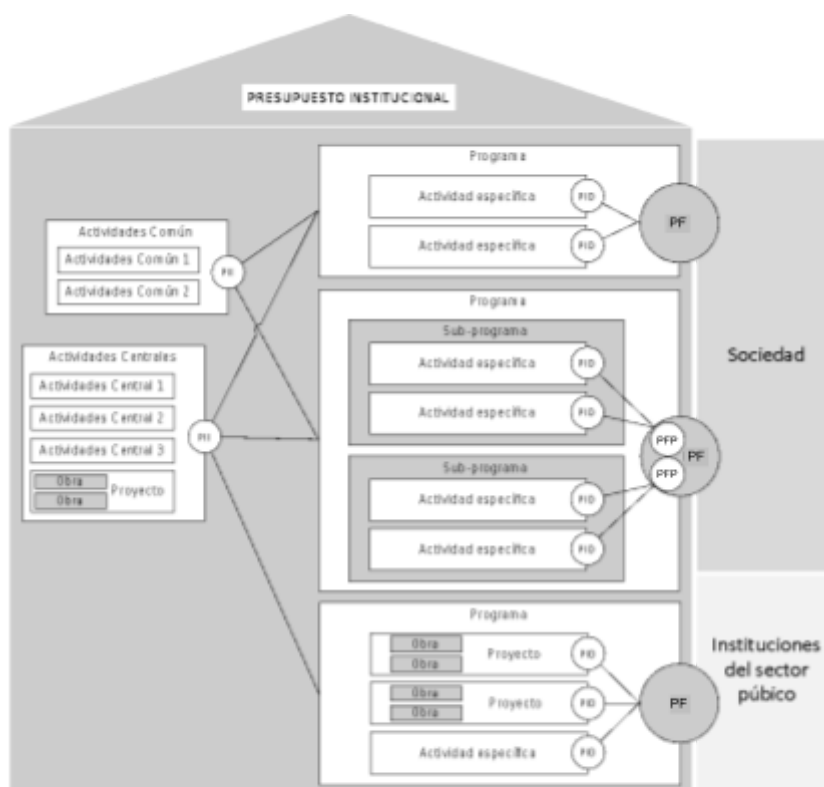 PRESUPUESTO INSTITUCIONAL
Programa
Actividad específica
PID
Actividad específica
PID
PF
Actividades Común
Actividades Común 1
Actividades Común 2
PII
Programa
Sub-programa
Actividad específica
PID
Actividad específica
PID
Sub-programa
Actividad específica
PID
Actividad específica
PID
PFP
PFP
PF
Sociedad
Actividades Centrales
Actividades Central 1
Actividades Central 2
Actividades Central 3
Obra
Obra
Proyecto
PII
Programa
Obra
Obra
Proyecto
PID
Obra
Obra
Proyecto
PID
Actividad específica
PID
PF
Instituciones
del sector
púbico